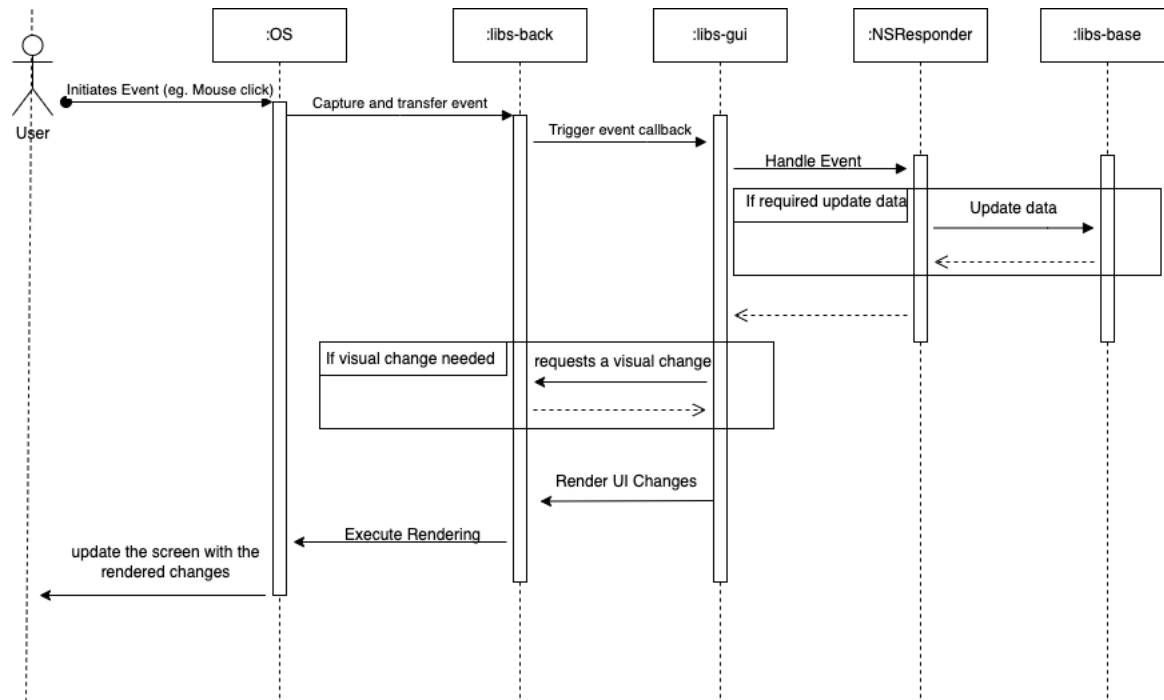 :OS
:libs-back
:libs-gui
:NSResponder
:libs-base
User
Initiates Event (eg. Mouse click)
Capture and transfer event
Trigger event callback
Handle Event
If required update data
Update data
If visual change needed
requests a visual change
Render UI Changes
Execute Rendering
update the screen with the
rendered changes